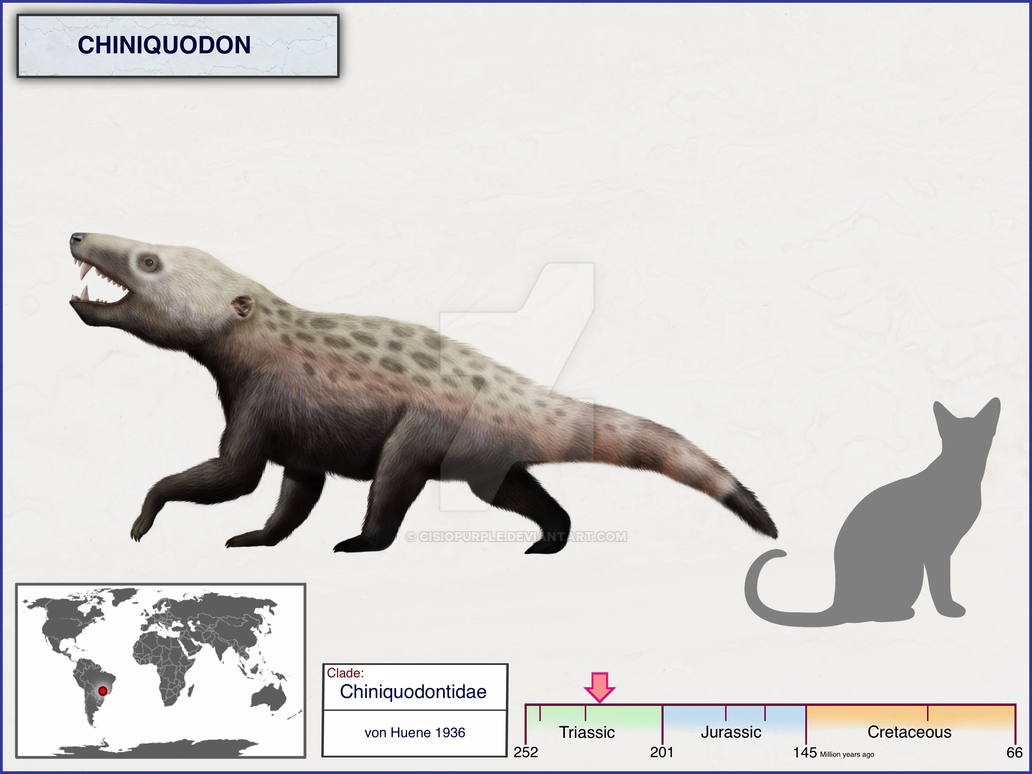 CHINIQUODON
© CISIOPURPLE.DEVIANTART.COM
Clade:
Chiniquodontidae
von Huene 1936
Triassic Jurassic Cretaceous
252 201 145 Million years ago 66